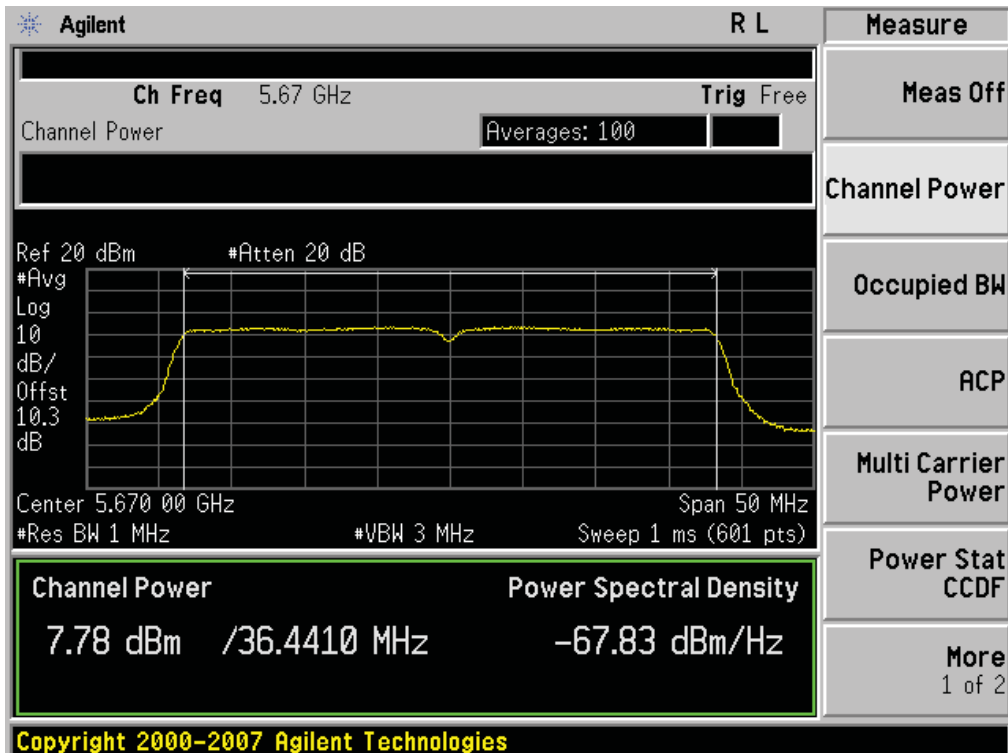 Agilent
R L
Measure
Ch Freq 5.67 GHz
Trig Free
Meas Off
Channel Power
Averages: 100
Channel Power
Ref 20 dBm
#Atten 20 dB
#Avg
Log
10
dB/
Offst
10.3
dB
Occupied BW
ACP
Center 5.670 00 GHz
Span 50 MHz
#Res BW 1 MHz
#VBW 3 MHz
Sweep 1 ms (601 pts)
Multi Carrier
Power
Power Stat
CCDF
Channel Power
Power Spectral Density
7.78 dBm /36.4410 MHz
-67.83 dBm/Hz
More
1 of 2
Copyright 2000-2007 Agilent Technologies